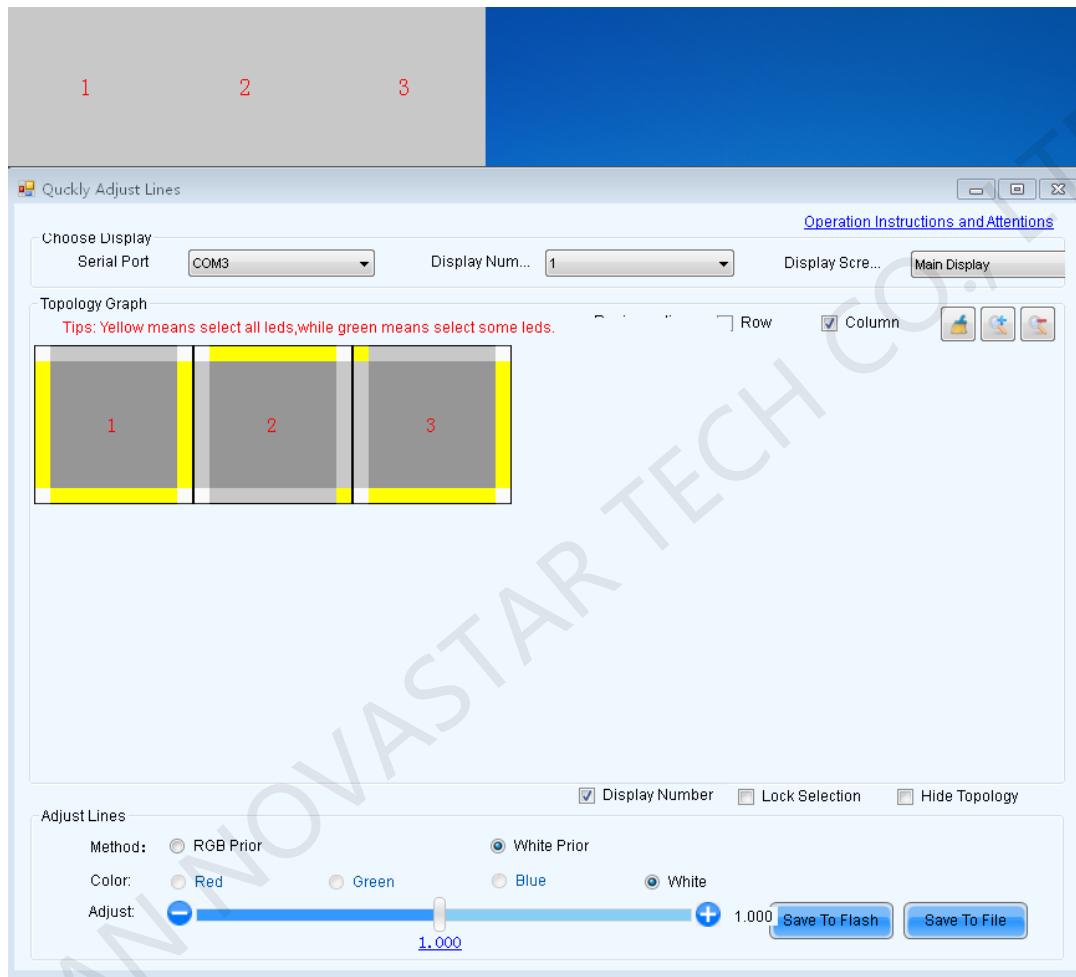 1 2 3
Quckly Adjust Lines
Operation Instructions and Attentions
Choose Display
Serial Port COM3 Display Num... 1 Display Scre... Main Display
Topology Graph
Tips: Yellow means select all leds,while green means select some leds. Row Column
1 2 3
Display Number Lock Selection Hide Topology
Adjust Lines
Method: RGB Prior White Prior
Color: Red Green Blue White
Adjust: 1.000 Save To Flash Save To File
1.000
AN NOVASTAR TECH CO., LT